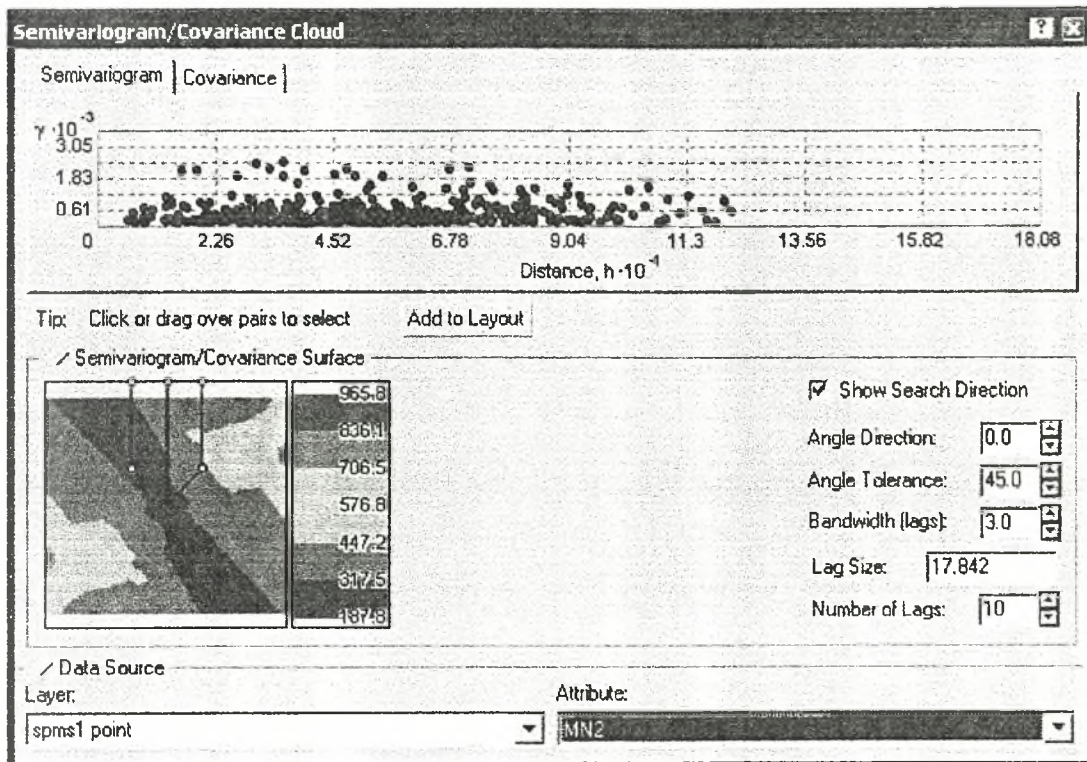 Semivariogram/Covariance Cloud
Semivariogram Covariance
γ ·10⁻³
3.05
1.83
0.61
0 2.26 4.52 6.78 9.04 11.3 13.56 15.82 18.08
Distance, h ·10⁻¹
Tip: Click or drag over pairs to select Add to Layout
Semivariogram/Covariance Surface
965.8
836.1
706.5
576.8
447.2
317.5
187.8
Show Search Direction
Angle Direction: 0.0
Angle Tolerance: 45.0
Bandwidth (lags): 3.0
Lag Size: 17.842
Number of Lags: 10
Data Source
Layer: Attribute:
spms1 point MN2